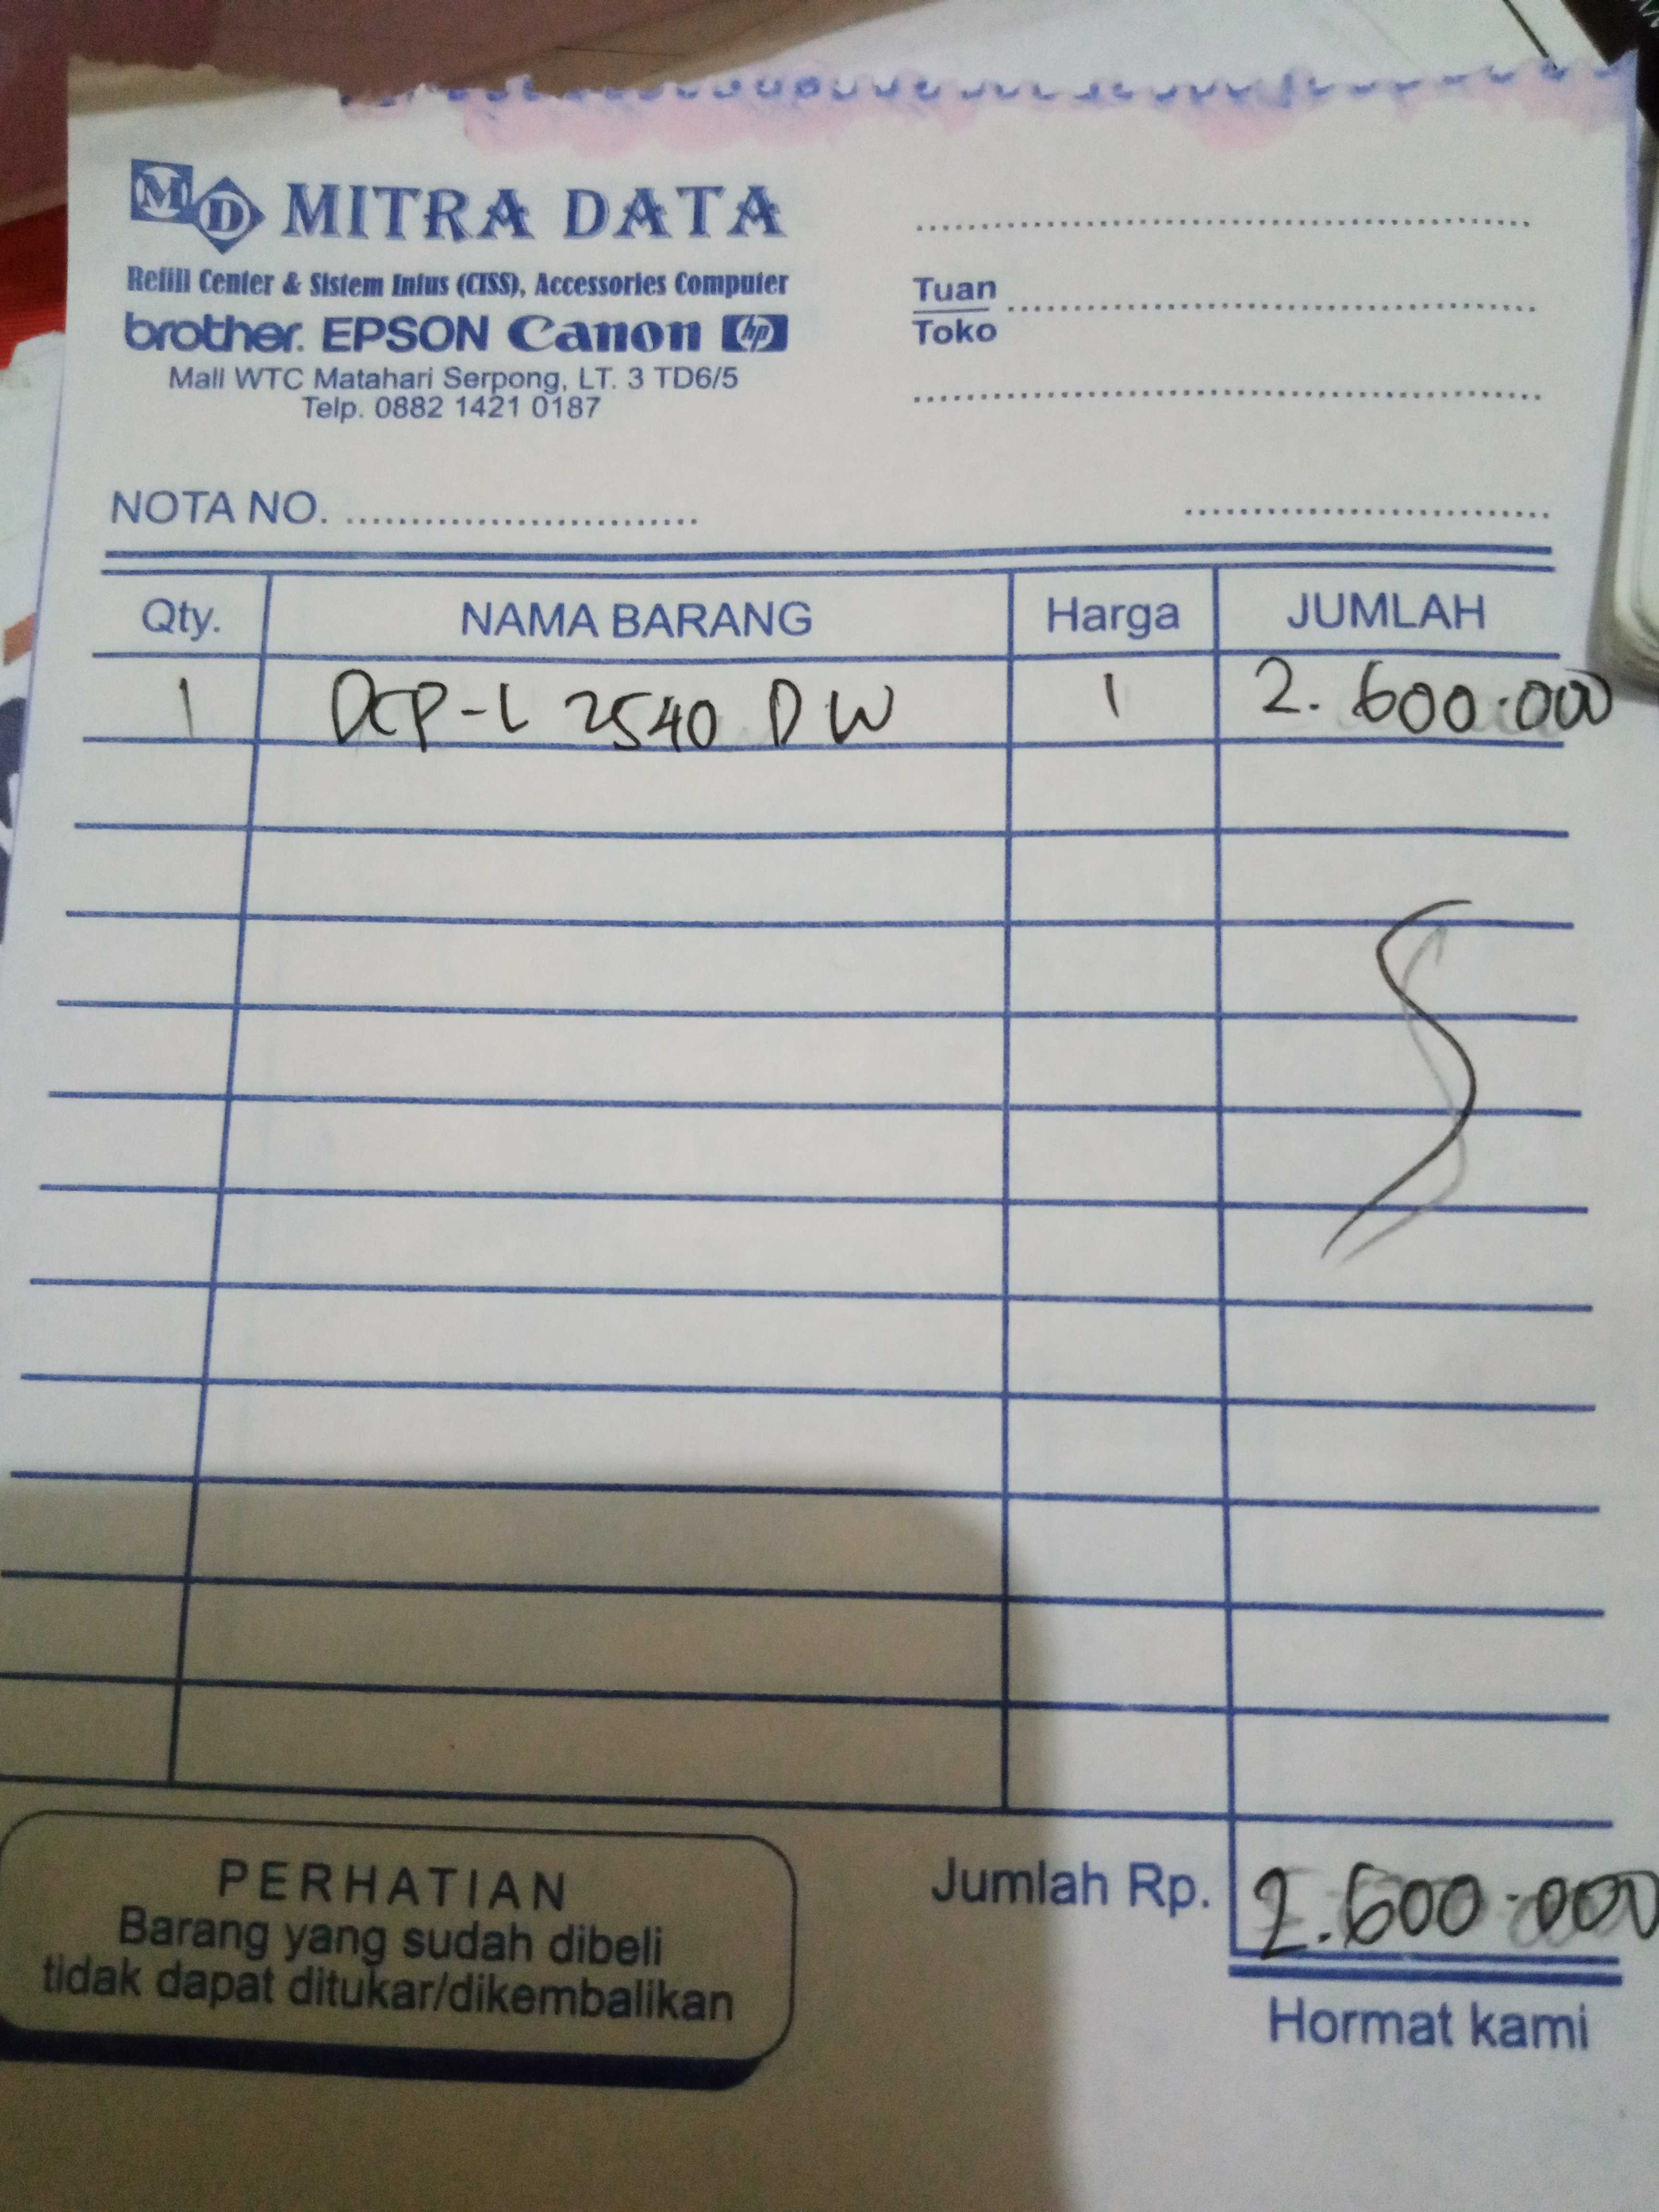 MD MITRA DATA
Refill Center & Sistem Infus (CISS), Accessories Computer
brother. EPSON Canon hp
Mall WTC Matahari Serpong, LT. 3 TD6/5
Telp. 0882 1421 0187
Tuan
Toko
NOTA NO.
Qty. NAMA BARANG Harga JUMLAH
1 DCP-L 2540 DW 1 2.600.000
Jumlah Rp. 2.600.000
PERHATIAN
Barang yang sudah dibeli
tidak dapat ditukar/dikembalikan
Hormat kami